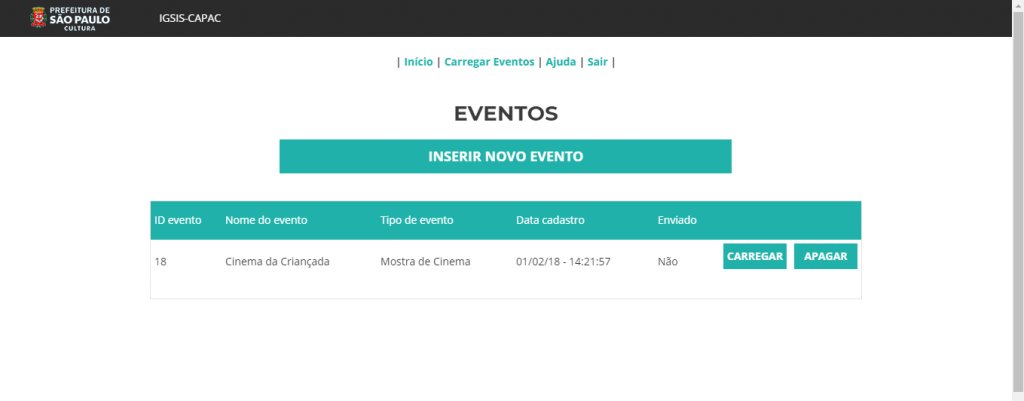 PREFEITURA DE
SÃO PAULO
CULTURA
IGSIS-CAPAC
| Início | Carregar Eventos | Ajuda | Sair |
EVENTOS
INSERIR NOVO EVENTO
ID evento Nome do evento Tipo de evento Data cadastro Enviado
18 Cinema da Criançada Mostra de Cinema 01/02/18 - 14:21:57 Não CARREGAR APAGAR